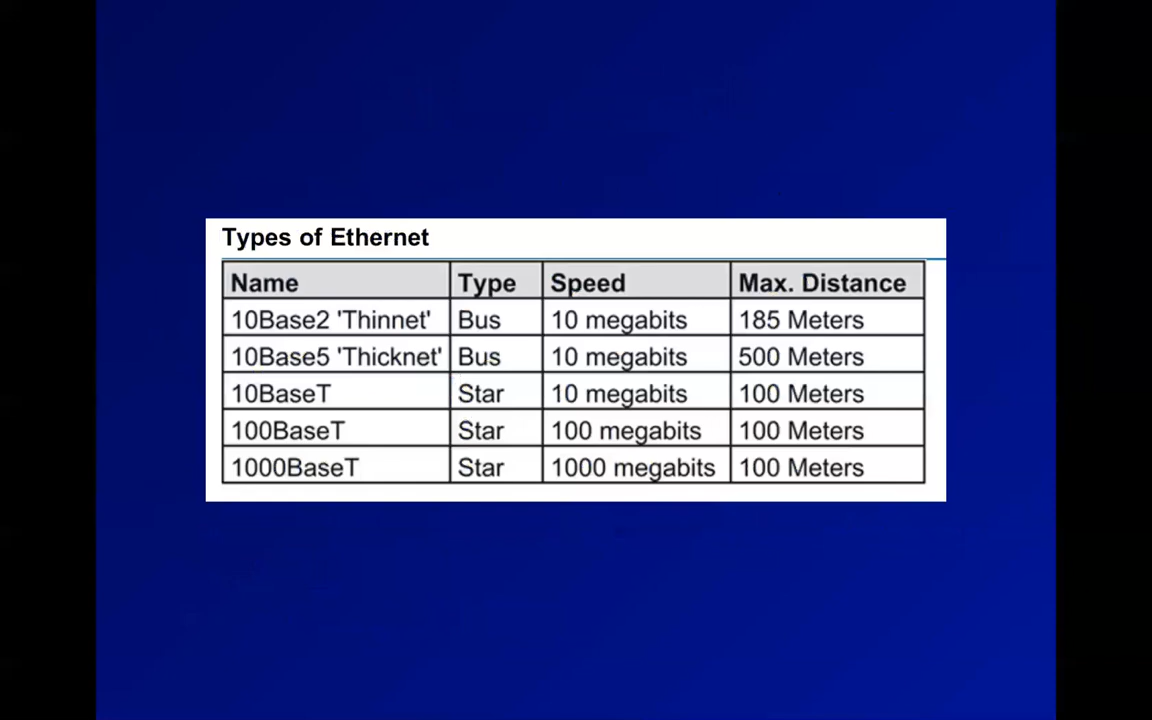 Types of Ethernet
Name Type Speed Max. Distance
10Base2 'Thinnet' Bus 10 megabits 185 Meters
10Base5 'Thicknet' Bus 10 megabits 500 Meters
10BaseT Star 10 megabits 100 Meters
100BaseT Star 100 megabits 100 Meters
1000BaseT Star 1000 megabits 100 Meters